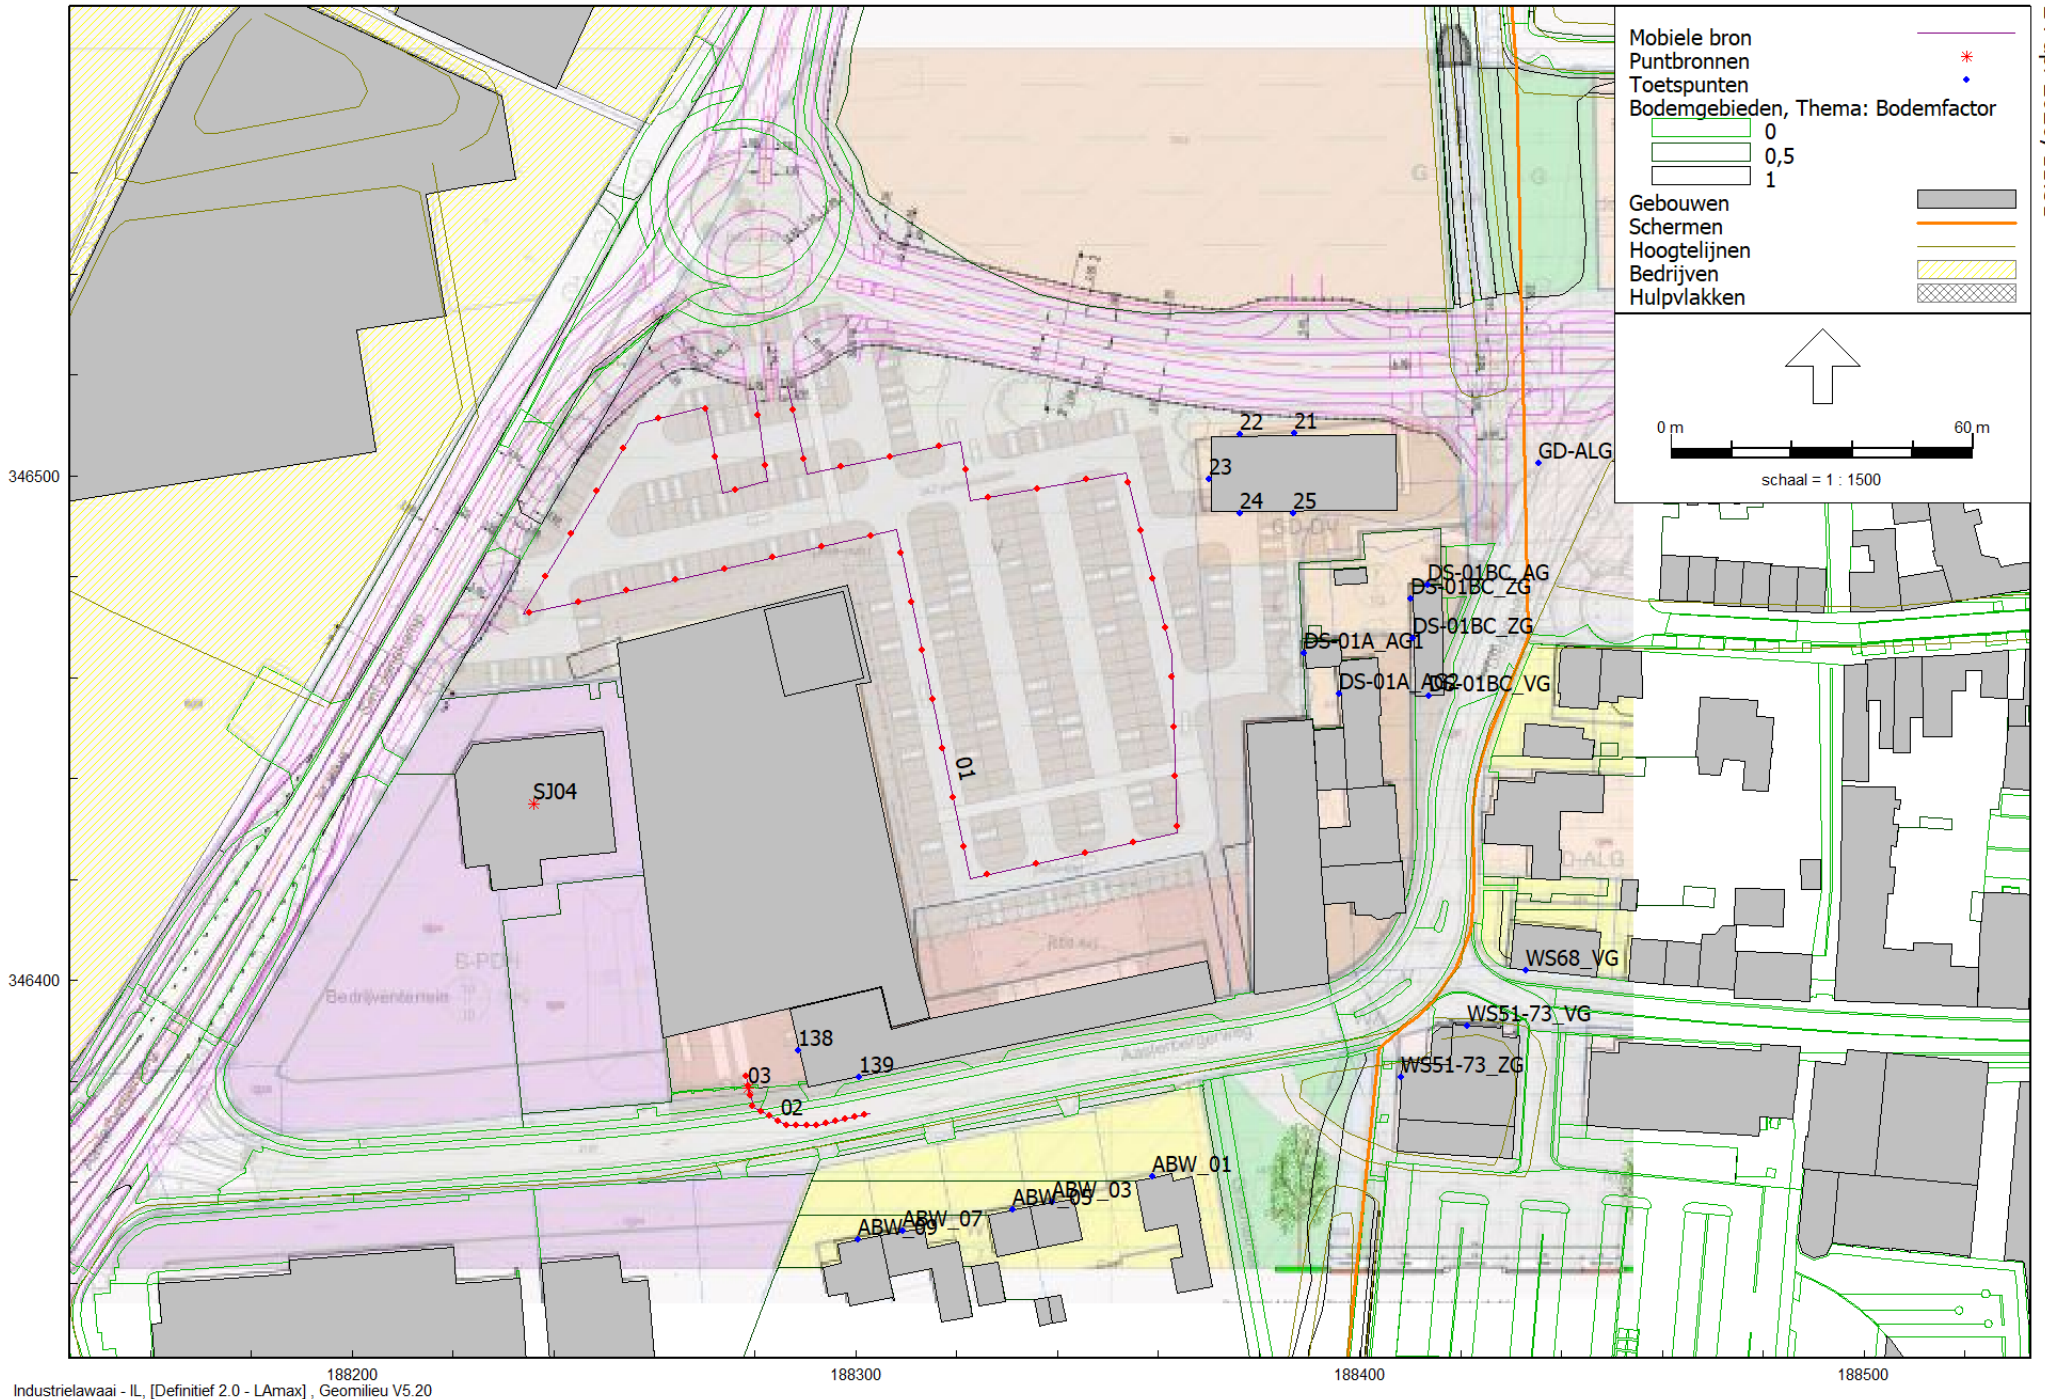 Mobiele bron
Puntbronnen
Toetspunten
Bodemgebieden, Thema: Bodemfactor
0
0,5
1
Gebouwen
Schermen
Hoogtelijnen
Bedrijven
Hulpvlakken
0 m
60 m
schaal = 1 : 1500
G
G
22
21
GD-ALG
23
346500
24
25
DS-01BC_AG
DS-01BC_ZG
DS-01BC_ZG
DS-01A_AG1
DS-01A_AG2
DS-01BC_VG
01
SJ04
WS68_VG
346400
Bedrijventerrein
WS51-73_VG
138
Aasterbergerweg
139
WS51-73_ZG
03
02
ABW_01
ABW_03
ABW_05
ABW_07
ABW_09
188200
188300
188400
188500
Industrielawaai - IL, [Definitief 2.0 - LAmax] , Geomilieu V5.20